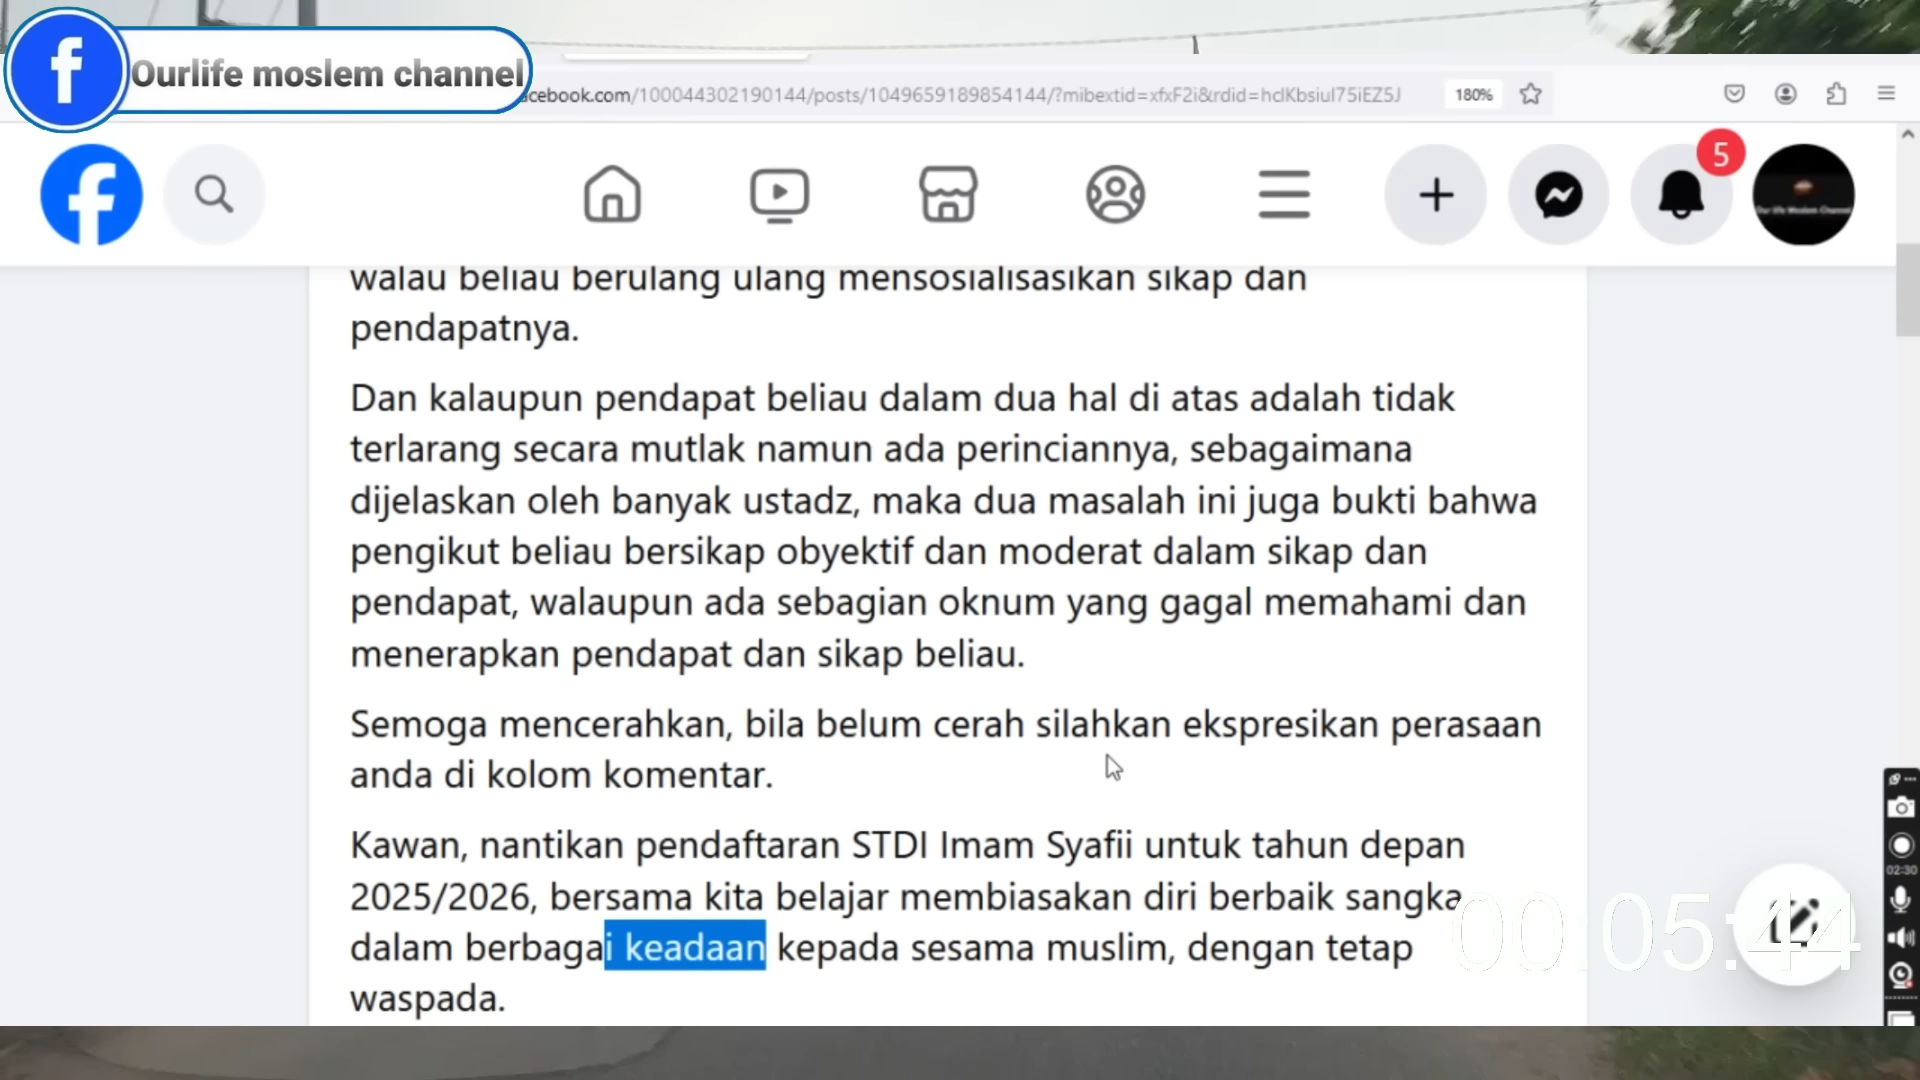 Ourlife moslem channel
acebook.com/100044302190144/posts/1049659189854144/?mibextid=xfxF2i&rdid=hclKbsiuI75iEZ5J
180%
5
walau beliau berulang ulang mensosialisasikan sikap dan
pendapatnya.
Dan kalaupun pendapat beliau dalam dua hal di atas adalah tidak
terlarang secara mutlak namun ada perinciannya, sebagaimana
dijelaskan oleh banyak ustadz, maka dua masalah ini juga bukti bahwa
pengikut beliau bersikap obyektif dan moderat dalam sikap dan
pendapat, walaupun ada sebagian oknum yang gagal memahami dan
menerapkan pendapat dan sikap beliau.
Semoga mencerahkan, bila belum cerah silahkan ekspresikan perasaan
anda di kolom komentar.
Kawan, nantikan pendaftaran STDI Imam Syafii untuk tahun depan
2025/2026, bersama kita belajar membiasakan diri berbaik sangka
dalam berbagai keadaan kepada sesama muslim, dengan tetap
waspada.
02:30
00:05:44